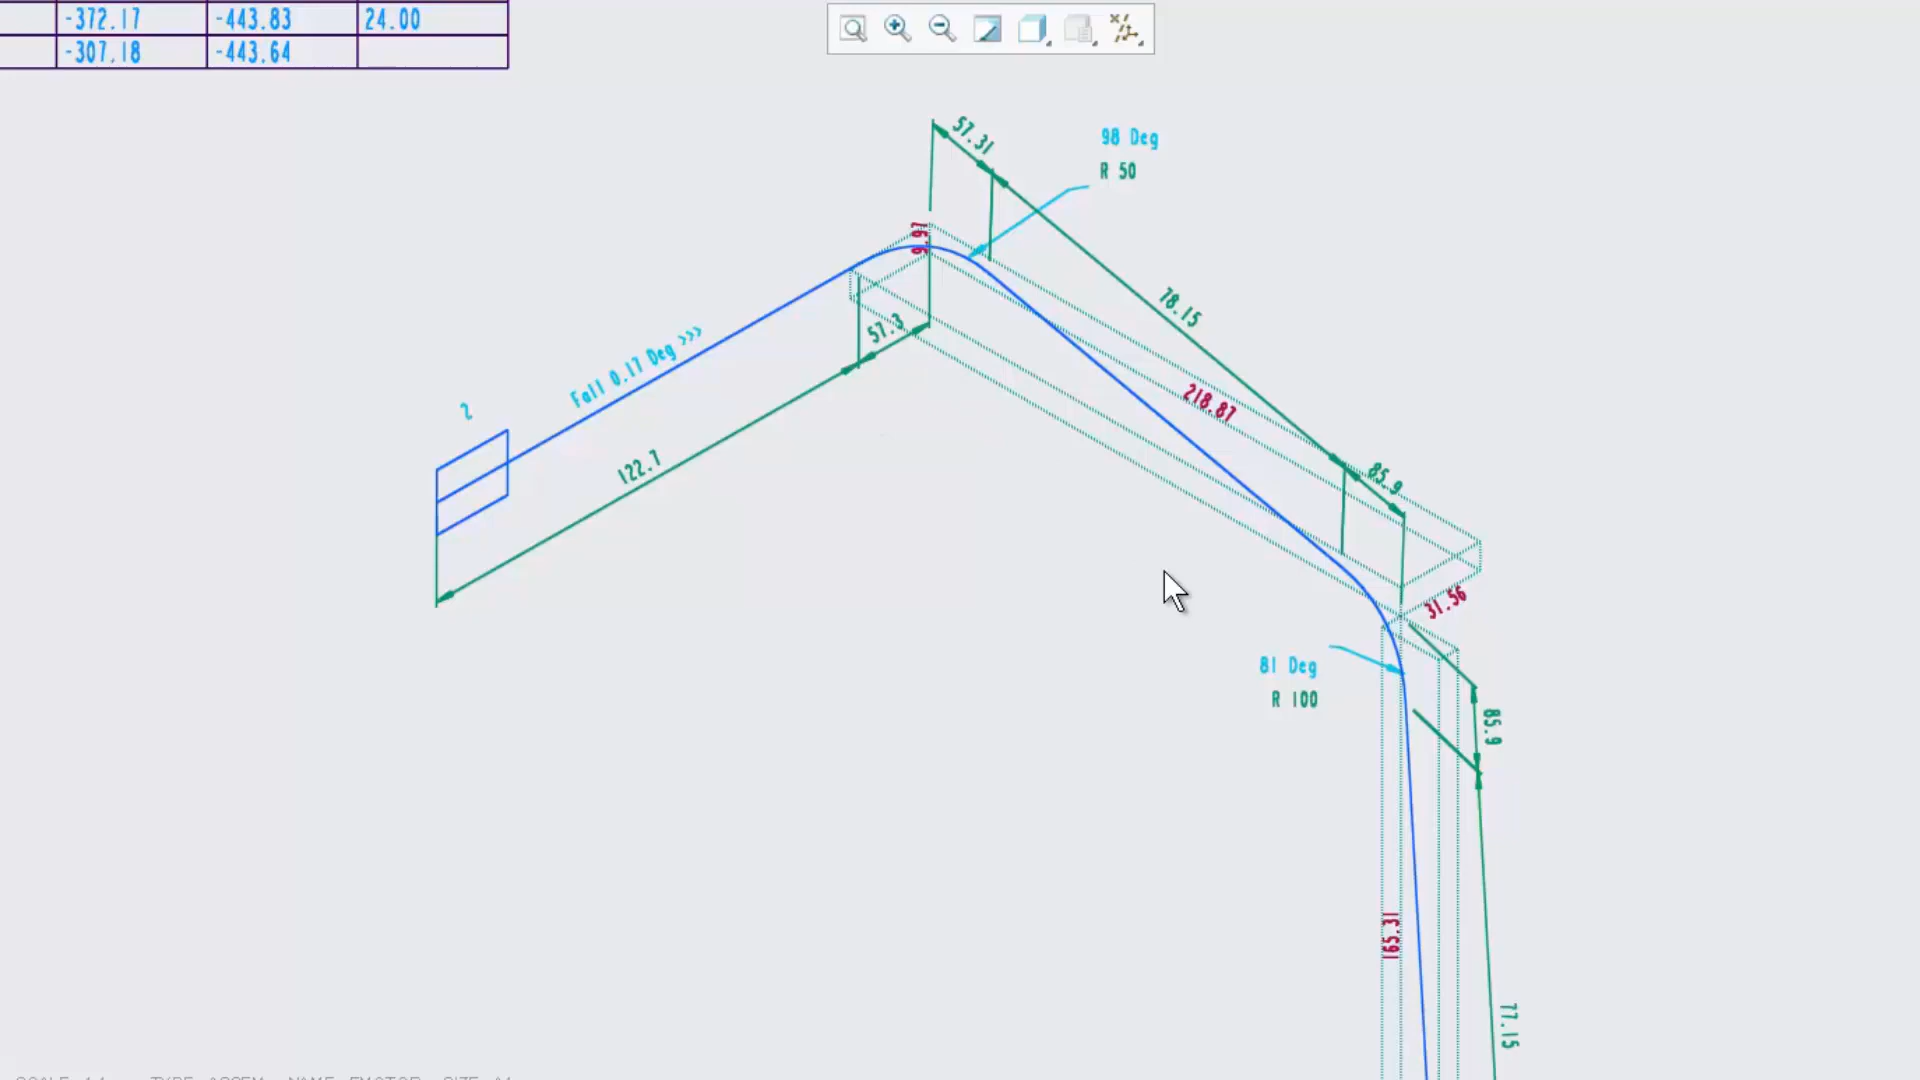 -372.17 -443.83 24.00
-307.18 -443.64
57.31
98 Deg
R 50
9.97
78.15
57.3
Fall 0.17 Deg >>>
218.87
2
122.7
85.9
31.56
81 Deg
R 100
85.9
165.31
77.15